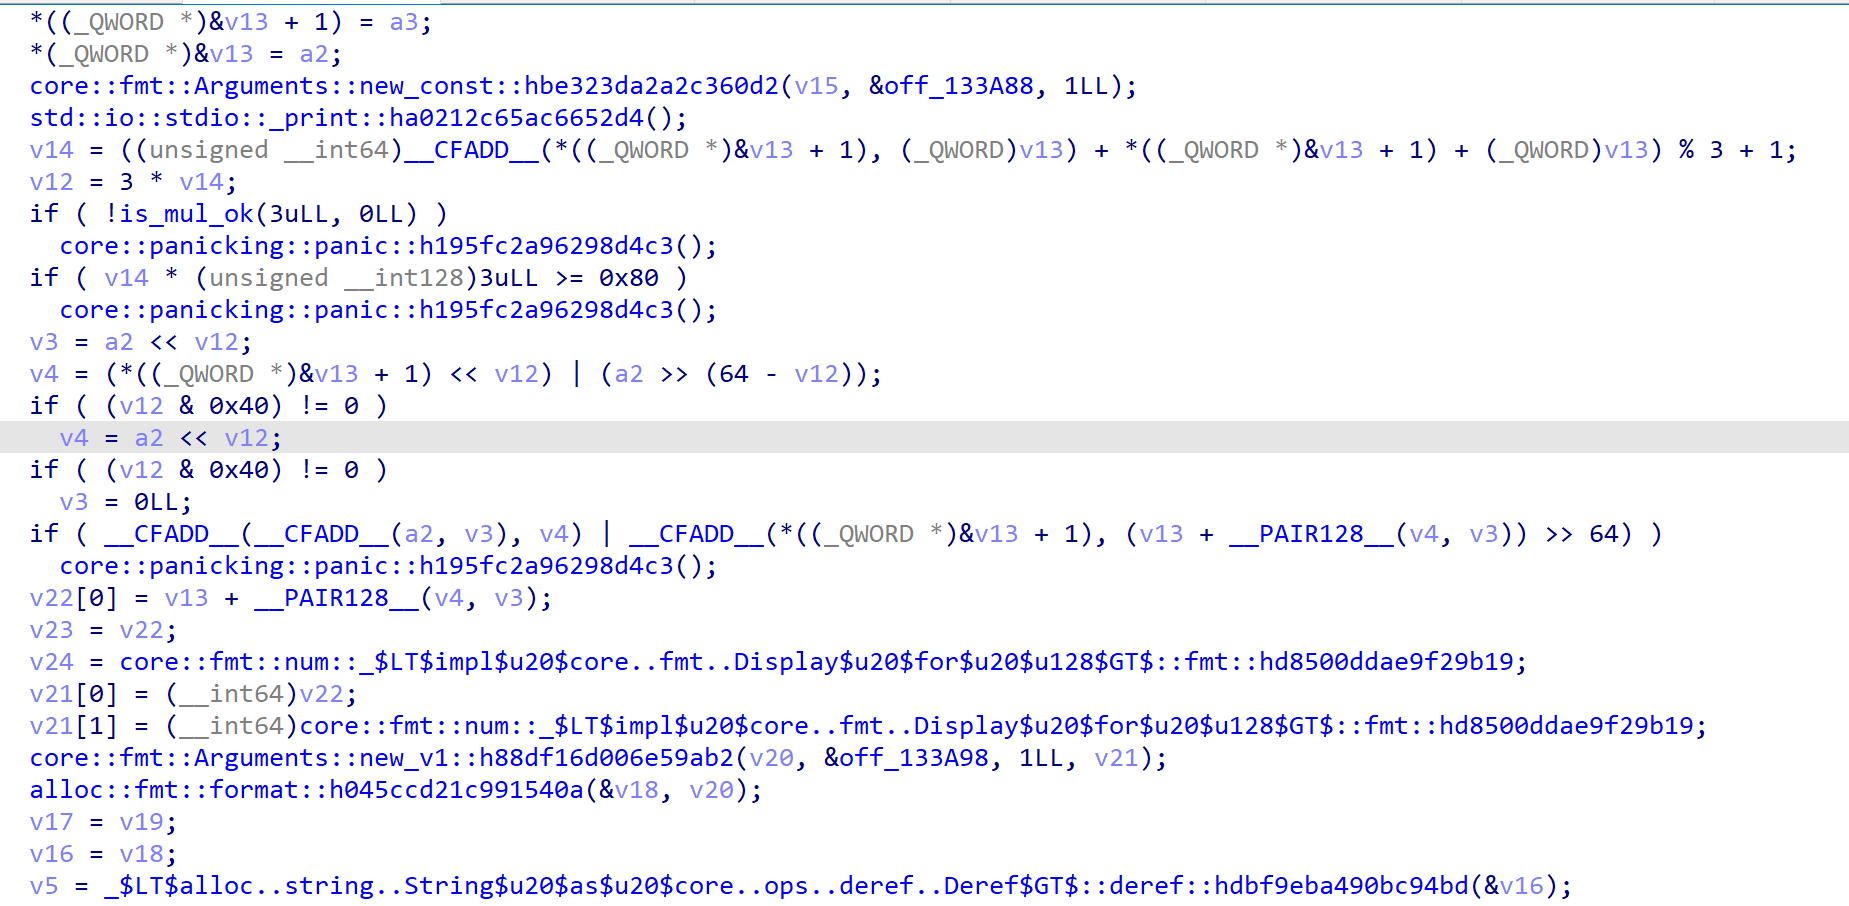 *((_QWORD *)&v13 + 1) = a3;
*(_QWORD *)&v13 = a2;
core::fmt::Arguments::new_const::hbe323da2a2c360d2(v15, &off_133A88, 1LL);
std::io::stdio::_print::ha0212c65ac6652d4();
v14 = ((unsigned __int64)__CFADD__(*((_QWORD *)&v13 + 1), (_QWORD)v13) + *((_QWORD *)&v13 + 1) + (_QWORD)v13) % 3 + 1;
v12 = 3 * v14;
if ( !is_mul_ok(3uLL, 0LL) )
  core::panicking::panic::h195fc2a96298d4c3();
if ( v14 * (unsigned __int128)3uLL >= 0x80 )
  core::panicking::panic::h195fc2a96298d4c3();
v3 = a2 << v12;
v4 = (*((_QWORD *)&v13 + 1) << v12) | (a2 >> (64 - v12));
if ( (v12 & 0x40) != 0 )
  v4 = a2 << v12;
if ( (v12 & 0x40) != 0 )
  v3 = 0LL;
if ( __CFADD__(__CFADD__(a2, v3), v4) | __CFADD__(*((_QWORD *)&v13 + 1), (v13 + __PAIR128__(v4, v3)) >> 64) )
  core::panicking::panic::h195fc2a96298d4c3();
v22[0] = v13 + __PAIR128__(v4, v3);
v23 = v22;
v24 = core::fmt::num::_$LT$impl$u20$core..fmt..Display$u20$for$u20$u128$GT$::fmt::hd8500ddae9f29b19;
v21[0] = (__int64)v22;
v21[1] = (__int64)core::fmt::num::_$LT$impl$u20$core..fmt..Display$u20$for$u20$u128$GT$::fmt::hd8500ddae9f29b19;
core::fmt::Arguments::new_v1::h88df16d006e59ab2(v20, &off_133A98, 1LL, v21);
alloc::fmt::format::h045ccd21c991540a(&v18, v20);
v17 = v19;
v16 = v18;
v5 = _$LT$alloc..string..String$u20$as$u20$core..ops..deref..Deref$GT$::deref::hdbf9eba490bc94bd(&v16);